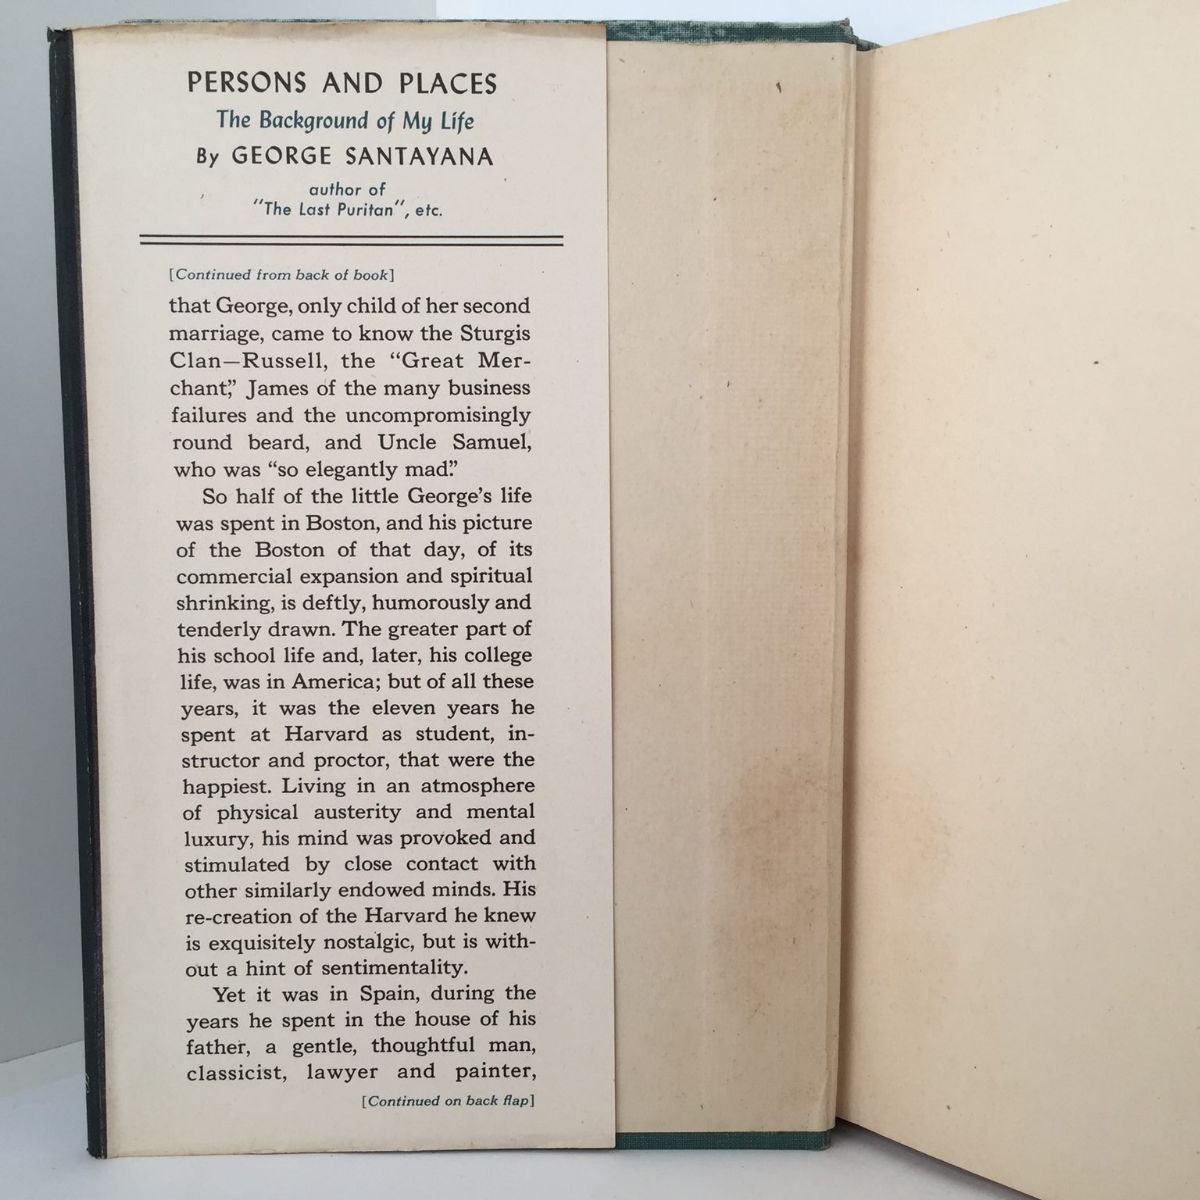 PERSONS AND PLACES
The Background of My Life
By GEORGE SANTAYANA
author of
"The Last Puritan", etc.
[Continued from back of book]
that George, only child of her second
marriage, came to know the Sturgis
Clan—Russell, the “Great Mer-
chant,” James of the many business
failures and the uncompromisingly
round beard, and Uncle Samuel,
who was “so elegantly mad.”
So half of the little George's life
was spent in Boston, and his picture
of the Boston of that day, of its
commercial expansion and spiritual
shrinking, is deftly, humorously and
tenderly drawn. The greater part of
his school life and, later, his college
life, was in America; but of all these
years, it was the eleven years he
spent at Harvard as student, in-
structor and proctor, that were the
happiest. Living in an atmosphere
of physical austerity and mental
luxury, his mind was provoked and
stimulated by close contact with
other similarly endowed minds. His
re-creation of the Harvard he knew
is exquisitely nostalgic, but is with-
out a hint of sentimentality.
Yet it was in Spain, during the
years he spent in the house of his
father, a gentle, thoughtful man,
classicist, lawyer and painter,
[Continued on back flap]